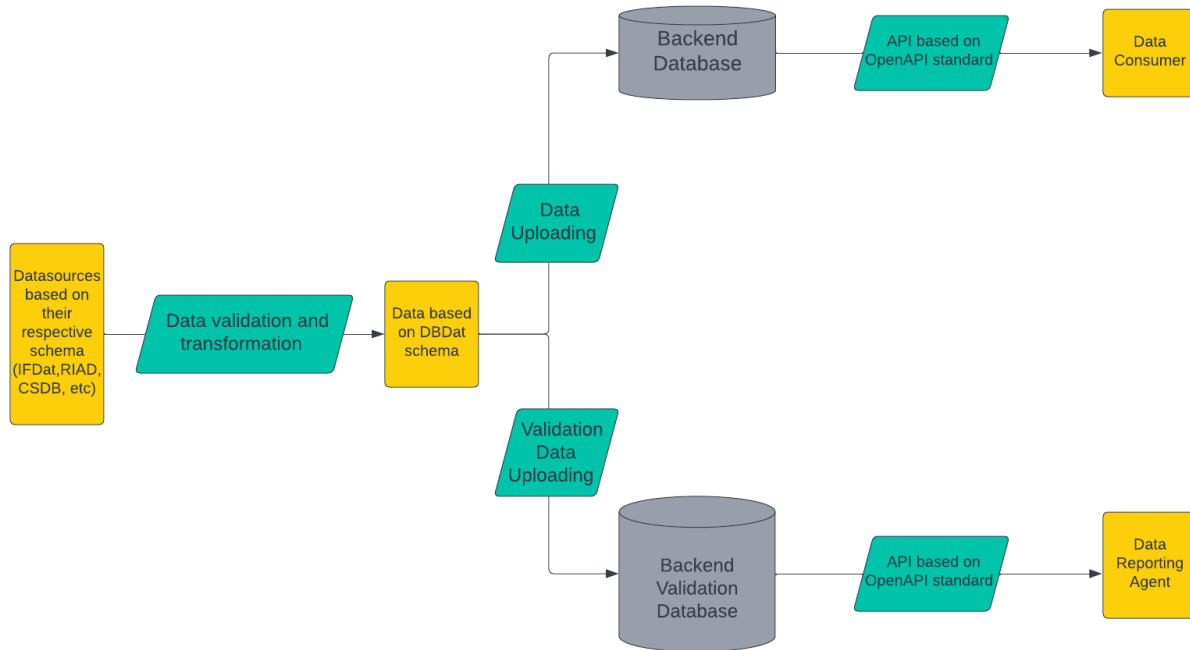 Backend
Database
API based on
OpenAPI standard
Data
Consumer
Data
Uploading
Datasources
based on
their
respective
schema
(IFDat,RIAD,
CSDB, etc)
Data validation and
transformation
Data based
on DBDat
schema
Validation
Data
Uploading
Backend
Validation
Database
API based on
OpenAPI standard
Data
Reporting
Agent